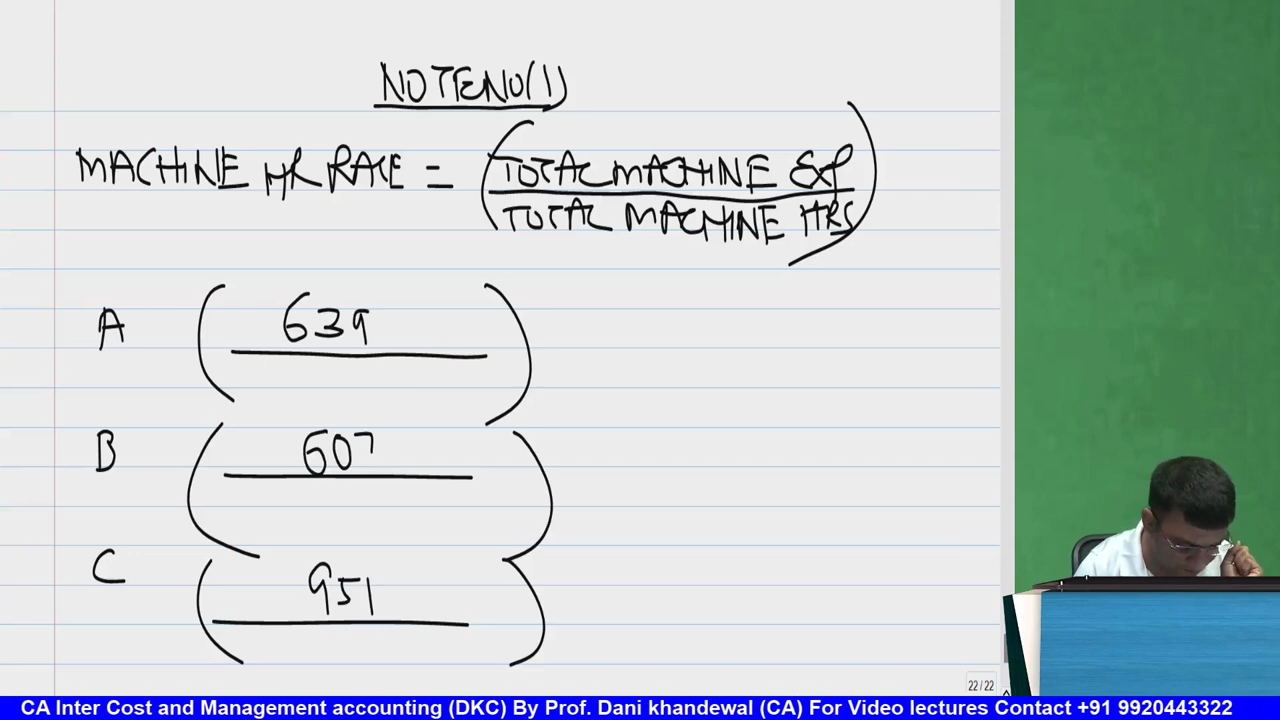 NOTENO(1)
MACHINE HR RATE = (TOTAL MACHINE EXP
TOTAL MACHINE HRS)
A (639)
B (607)
C (951)
22/22
CA Inter Cost and Management accounting (DKC) By Prof. Dani khandewal (CA) For Video lectures Contact +91 9920443322